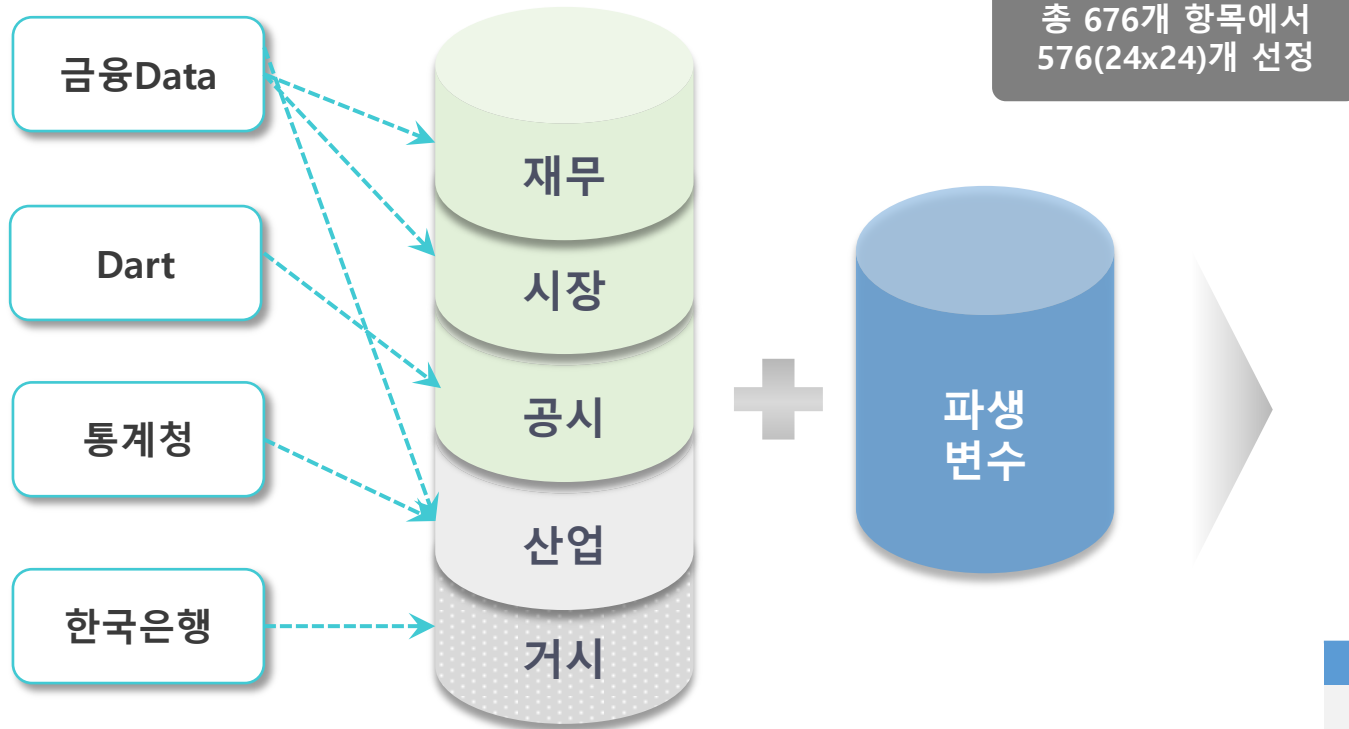 총 676개 항목에서
576(24x24)개 선정
금융Data
Dart
통계청
한국은행
재무
시장
공시
산업
거시
파생
변수